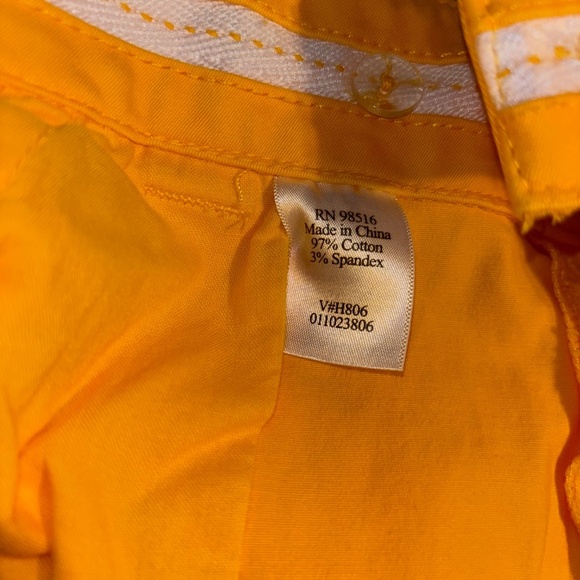 RN 98516
Made in China
97% Cotton
3% Spandex
V#H806
011023806